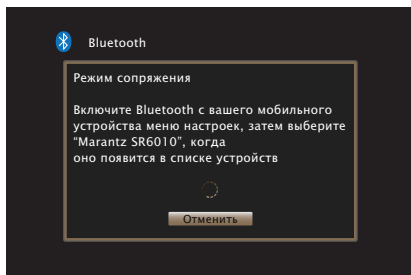 Bluetooth
Режим сопряжения
Включите Bluetooth с вашего мобильного
устройства меню настроек, затем выберите
“Marantz SR6010”, когда
оно появится в списке устройств
Отменить